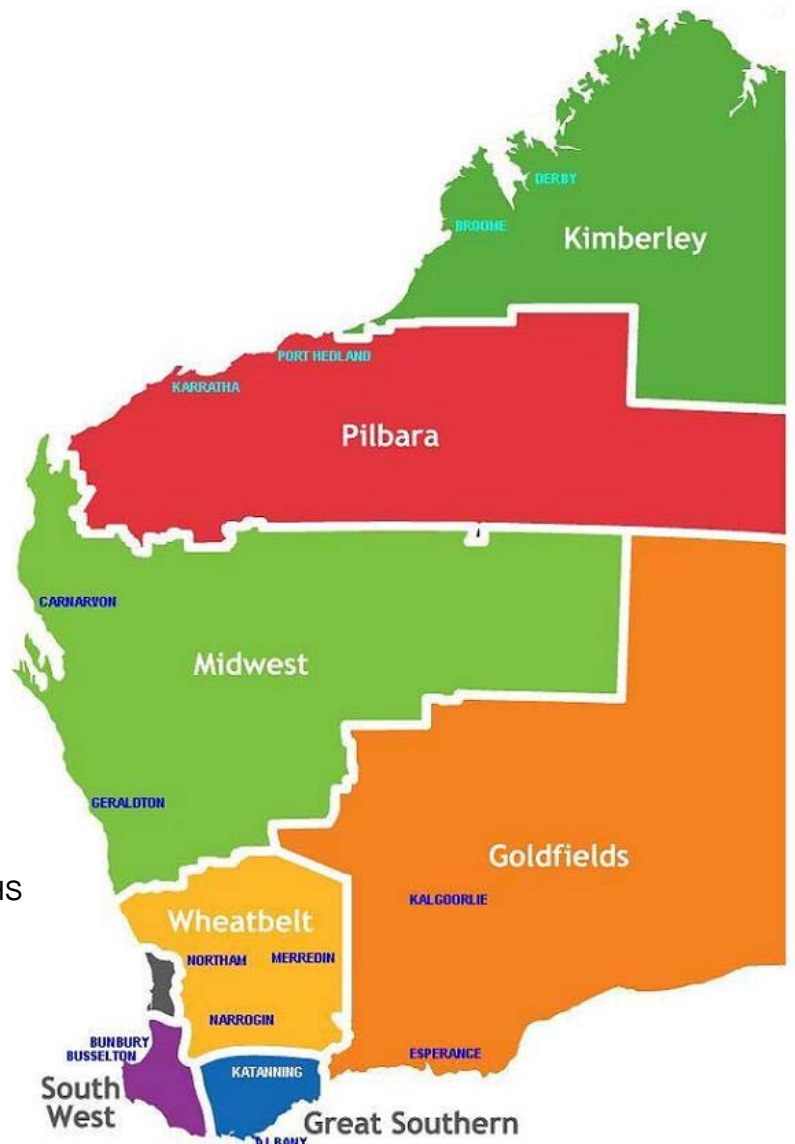 DERBY
BROOME
Kimberley
PORT HEDLAND
KARRATHA
Pilbara
CARNARVON
Midwest
GERALDTON
Goldfields
KALGOORLIE
Wheatbelt
NORTHAM
MERREDIN
NARROGIN
BUNBURY
BUSSELTON
ESPERANCE
KATANNING
South
West
Great Southern
ALBANY